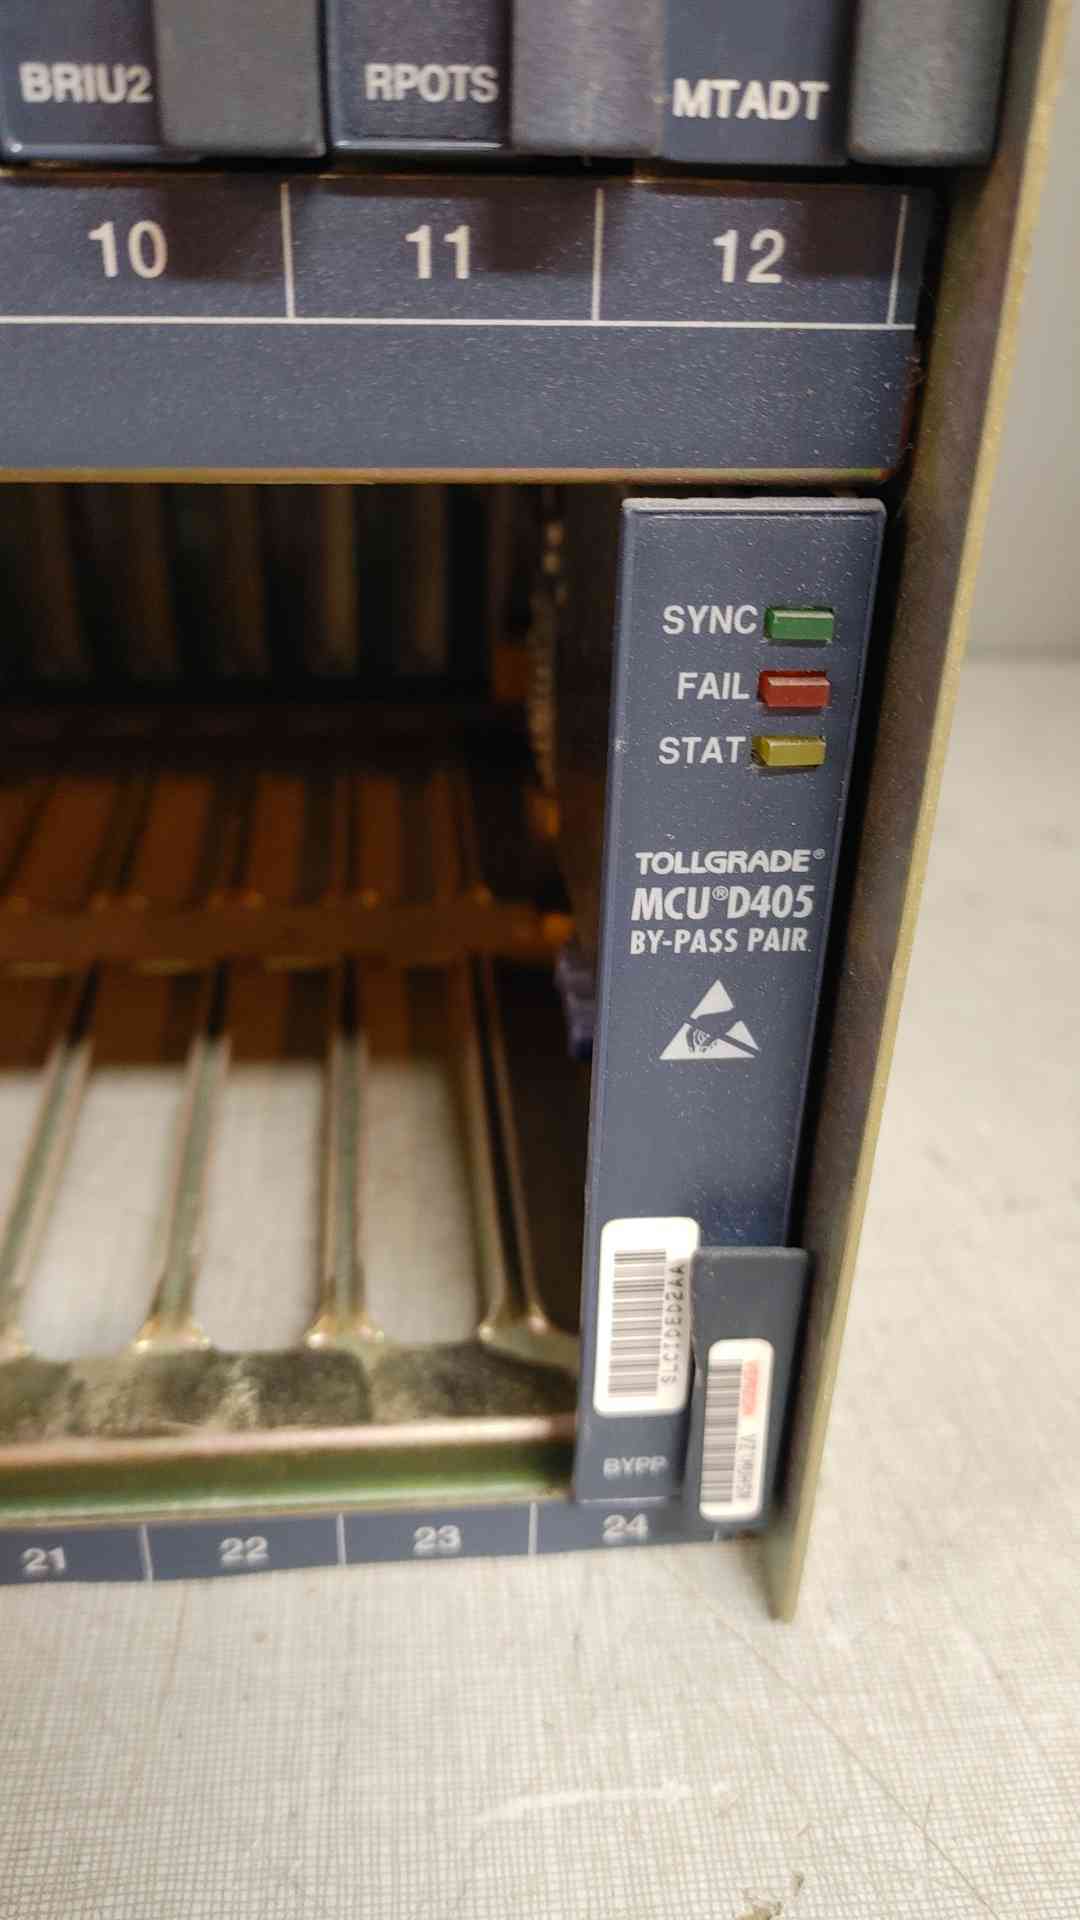 BRIU2 RPOTS MTADT
10 11 12
SYNC
FAIL
STAT
TOLLGRADE®
MCU®D405
BY-PASS PAIR
SLCIDED2AA
BYPP
21 22 23 24